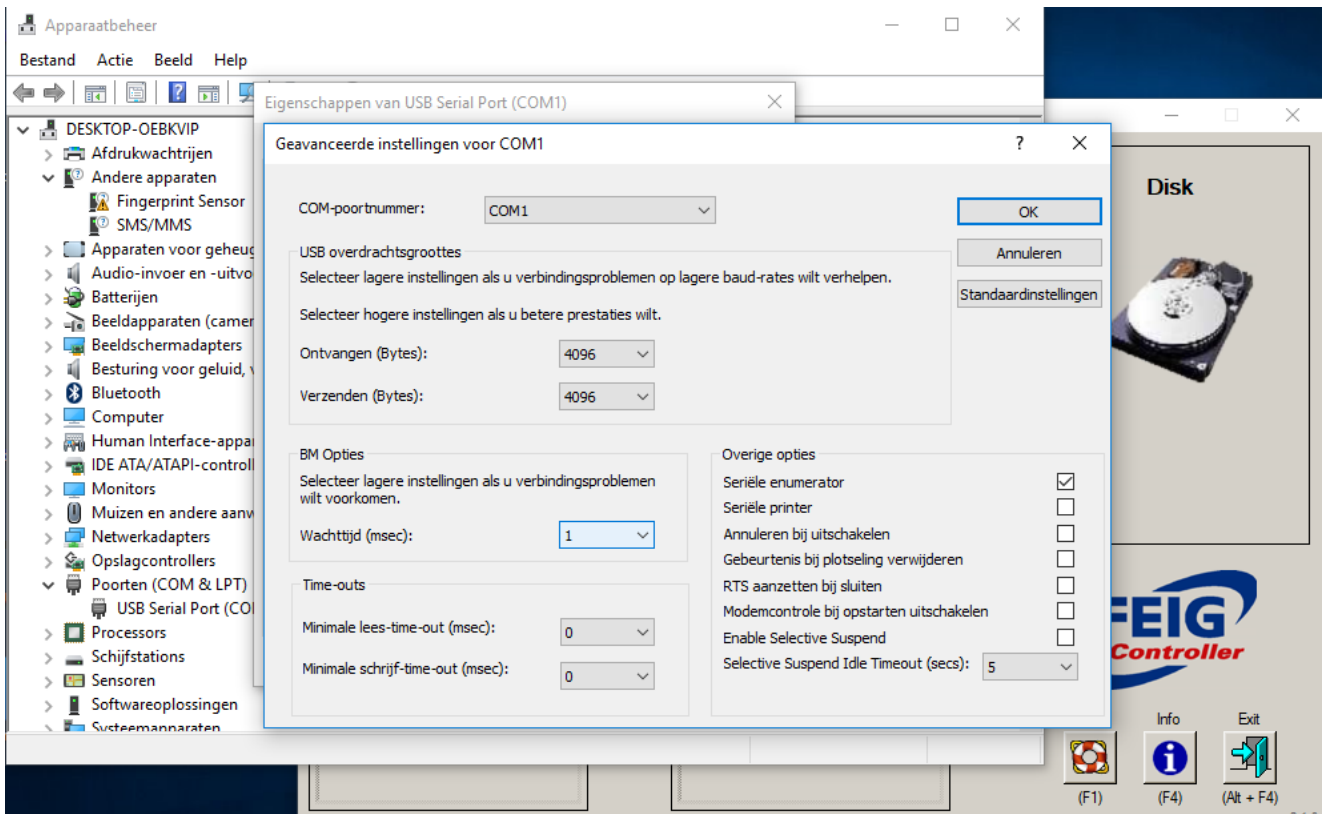 Apparaatbeheer
Bestand Actie Beeld Help
Eigenschappen van USB Serial Port (COM1)
DESKTOP-OEBKVIP
Afdrukwachtrijen
Andere apparaten
Fingerprint Sensor
SMS/MMS
Apparaten voor geheug
Audio-invoer en -uitvo
Batterijen
Beeldapparaten (camer
Beeldschermadapters
Besturing voor geluid, v
Bluetooth
Computer
Human Interface-appar
IDE ATA/ATAPI-controll
Monitors
Muizen en andere aanw
Netwerkadapters
Opslagcontrollers
Poorten (COM & LPT)
USB Serial Port (COM
Processors
Schijfstations
Sensoren
Softwareoplossingen
Systeemapparaten
Geavanceerde instellingen voor COM1
?
COM-poortnummer: COM1
OK
Annuleren
Standaardinstellingen
USB overdrachtsgroottes
Selecteer lagere instellingen als u verbindingsproblemen op lagere baud-rates wilt verhelpen.
Selecteer hogere instellingen als u betere prestaties wilt.
Ontvangen (Bytes): 4096
Verzenden (Bytes): 4096
BM Opties
Selecteer lagere instellingen als u verbindingsproblemen
wilt voorkomen.
Wachttijd (msec): 1
Time-outs
Minimale lees-time-out (msec): 0
Minimale schrijf-time-out (msec): 0
Overige opties
Seriële enumerator
Seriële printer
Annuleren bij uitschakelen
Gebeurtenis bij plotseling verwijderen
RTS aanzetten bij sluiten
Modemcontrole bij opstarten uitschakelen
Enable Selective Suspend
Selective Suspend Idle Timeout (secs): 5
Disk
FEIG
Controller
Info Exit
(F1) (F4) (Alt + F4)